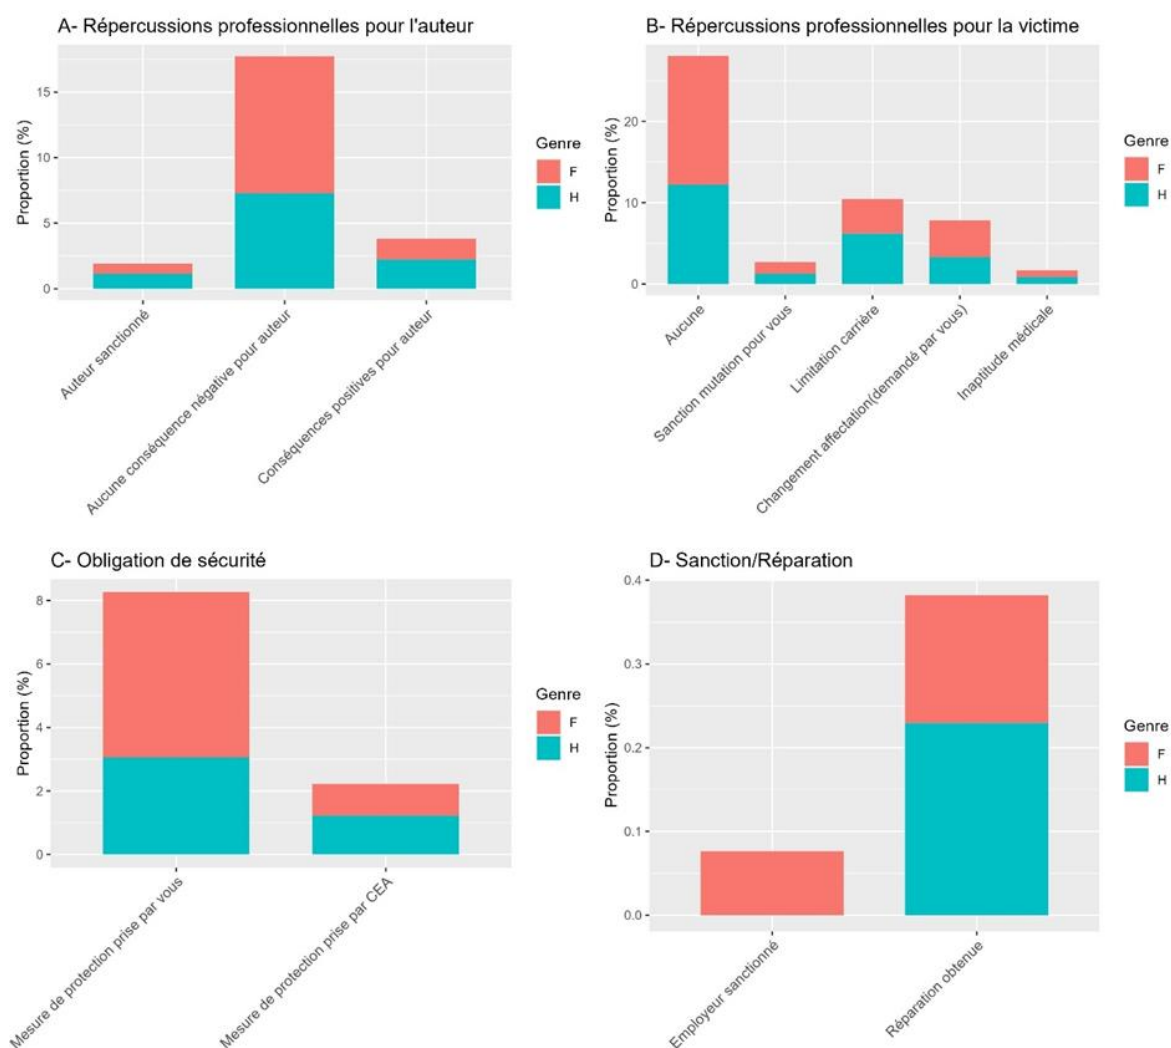 A- Répercussions professionnelles pour l'auteur
Proportion (%)
15
10
5
0
Auteur sanctionné
Aucune conséquence négative pour auteur
Conséquences positives pour auteur
Genre
F
H
B- Répercussions professionnelles pour la victime
Proportion (%)
20
10
0
Aucune
Sanction mutation pour vous
Limitation carrière
Changement affectation(demandé par vous)
Inaptitude médicale
Genre
F
H
C- Obligation de sécurité
Proportion (%)
8
6
4
2
0
Mesure de protection prise par vous
Mesure de protection prise par CEA
Genre
F
H
D- Sanction/Réparation
Proportion (%)
0.4
0.3
0.2
0.1
0.0
Employeur sanctionné
Réparation obtenue
Genre
F
H